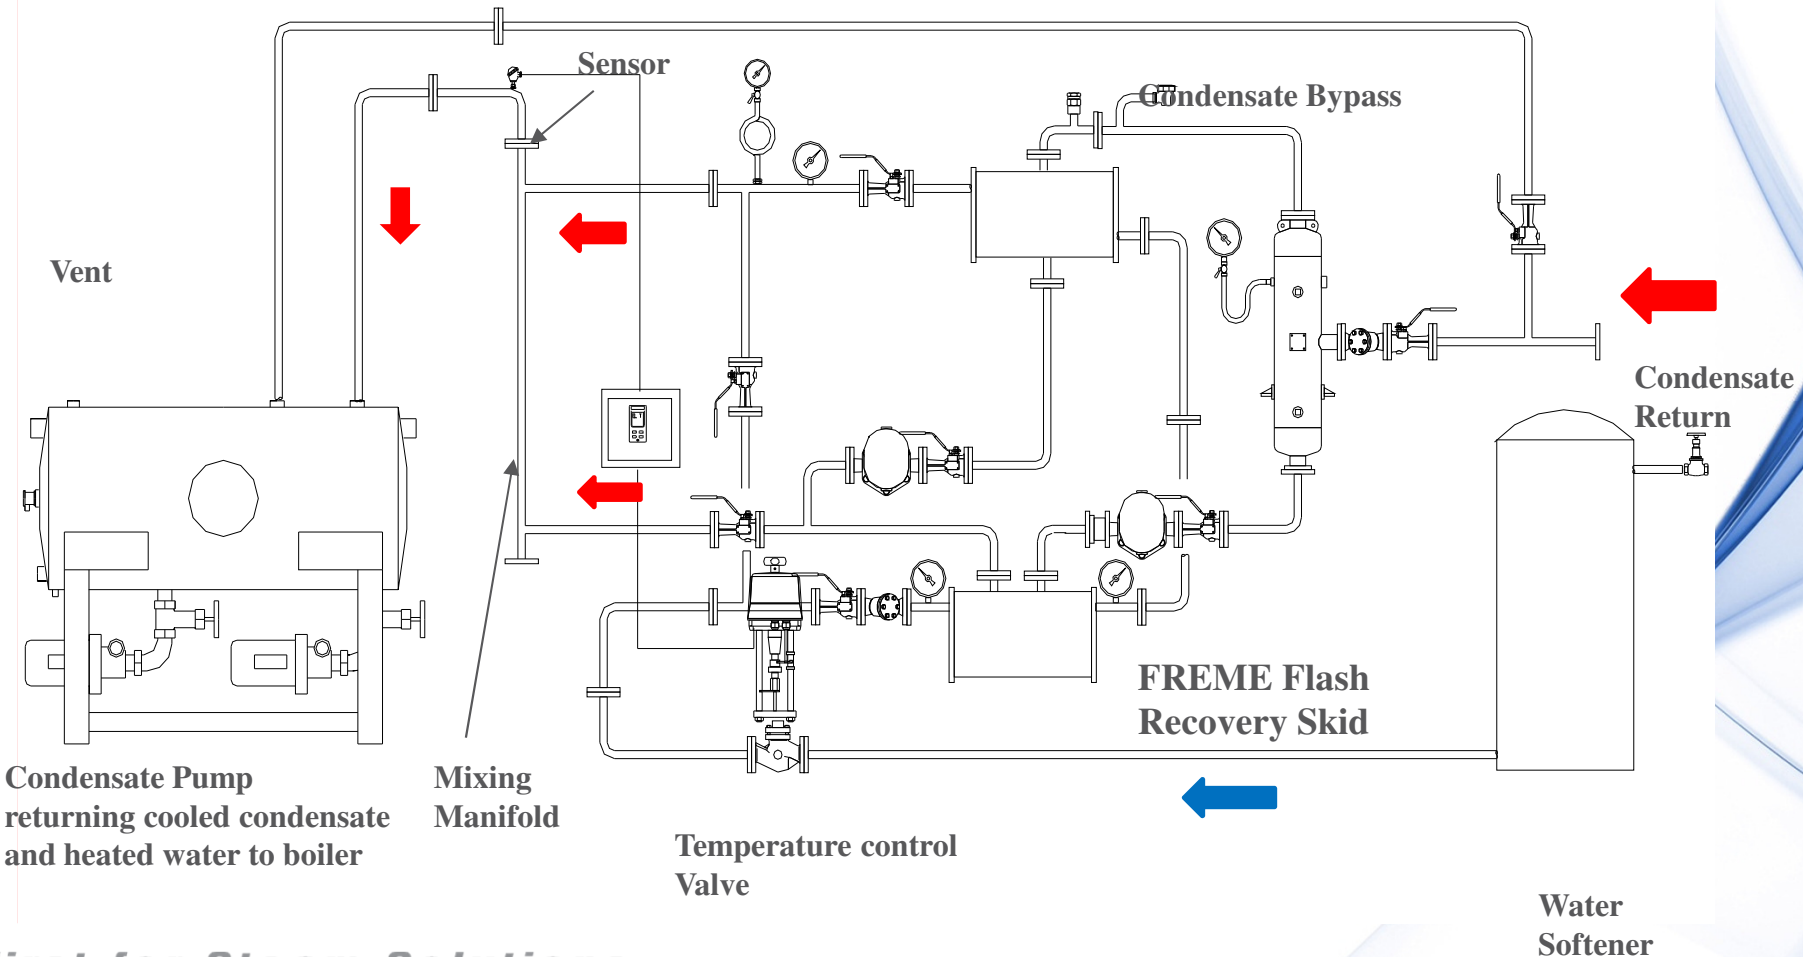 Sensor
Condensate Bypass
Vent
Condensate
Return
FREME Flash
Recovery Skid
Condensate Pump
returning cooled condensate
and heated water to boiler
Mixing
Manifold
Temperature control
Valve
Water
Softener